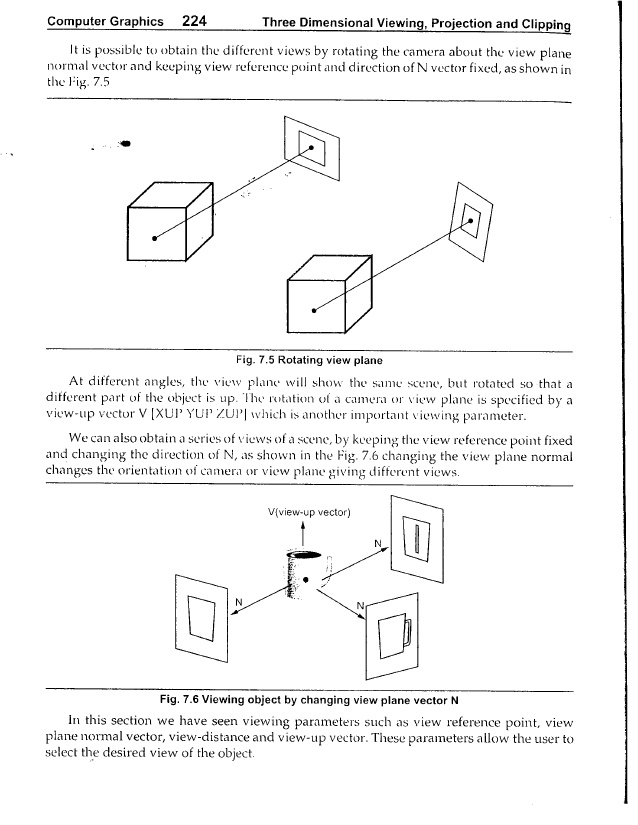 Computer Graphics 224 Three Dimensional Viewing, Projection and Clipping
It is possible to obtain the different views by rotating the camera about the view plane
normal vector and keeping view reference point and direction of N vector fixed, as shown in
the Fig. 7.5
Fig. 7.5 Rotating view plane
At different angles, the view plane will show the same scene, but rotated so that a
different part of the object is up. The rotation of a camera or view plane is specified by a
view-up vector V [XUP YUP ZUP] which is another important viewing parameter.
We can also obtain a series of views of a scene, by keeping the view reference point fixed
and changing the direction of N, as shown in the Fig. 7.6 changing the view plane normal
changes the orientation of camera or view plane giving different views.
V(view-up vector)
N
N
N
Fig. 7.6 Viewing object by changing view plane vector N
In this section we have seen viewing parameters such as view reference point, view
plane normal vector, view-distance and view-up vector. These parameters allow the user to
select the desired view of the object.